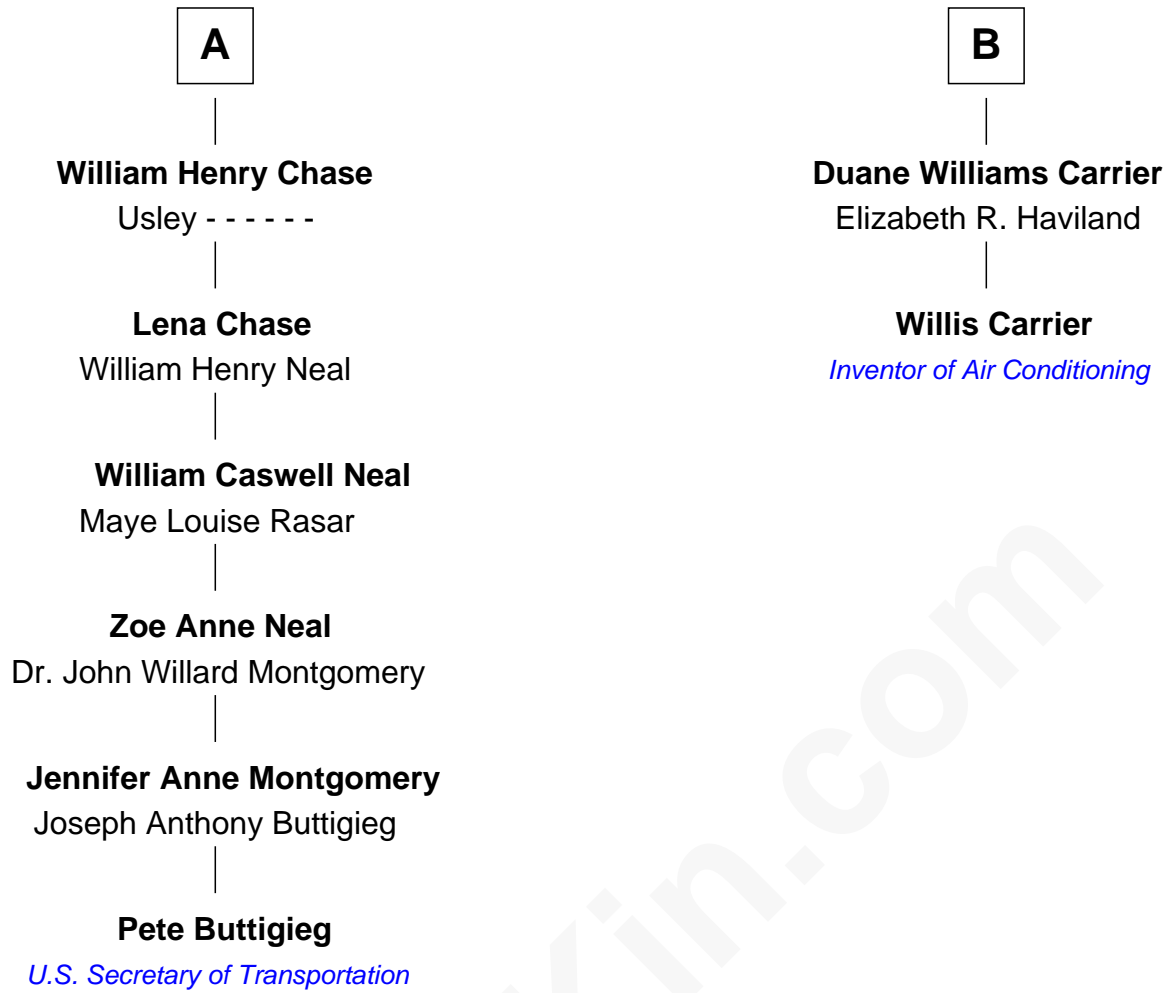 A
William Henry Chase
Usley - - - - - -
Lena Chase
William Henry Neal
William Caswell Neal
Maye Louise Rasar
Zoe Anne Neal
Dr. John Willard Montgomery
Jennifer Anne Montgomery
Joseph Anthony Buttigieg
Pete Buttigieg
U.S. Secretary of Transportation
B
Duane Williams Carrier
Elizabeth R. Haviland
Willis Carrier
Inventor of Air Conditioning
kin.com